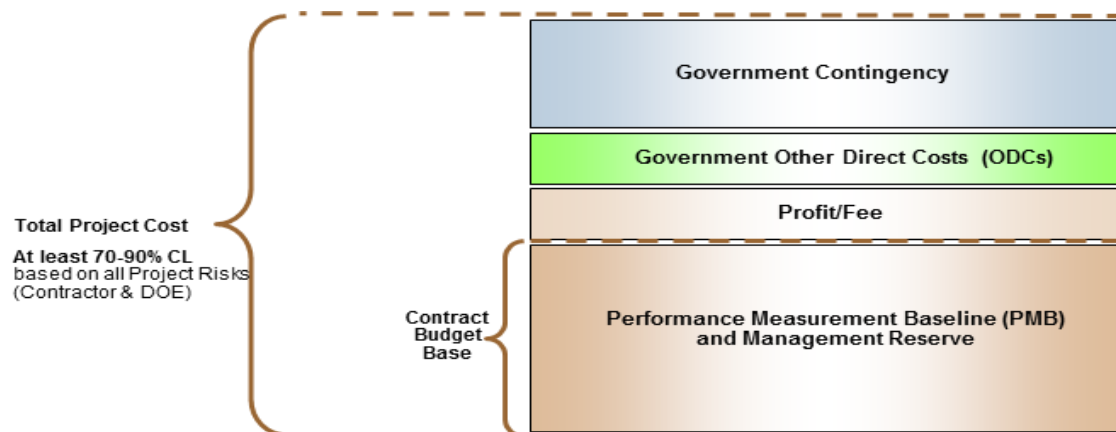 Government Contingency
Government Other Direct Costs (ODCs)
Profit/Fee
Total Project Cost
At least 70-90% CL
based on all Project Risks
(Contractor & DOE)
Contract
Budget
Base
Performance Measurement Baseline (PMB)
and Management Reserve